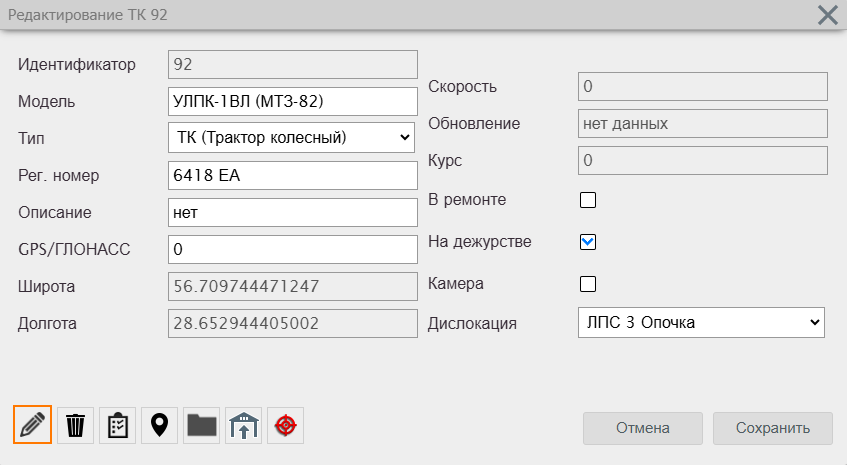 Редактирование ТК 92
Идентификатор 92
Модель УЛПК-1ВЛ (МТЗ-82)
Тип ТК (Трактор колесный)
Рег. номер 6418 ЕА
Описание нет
GPS/ГЛОНАСС 0
Широта 56.709744471247
Долгота 28.652944405002
Скорость 0
Обновление нет данных
Курс 0
В ремонте
На дежурстве
Камера
Дислокация ЛПС 3 Опочка
Отмена Сохранить